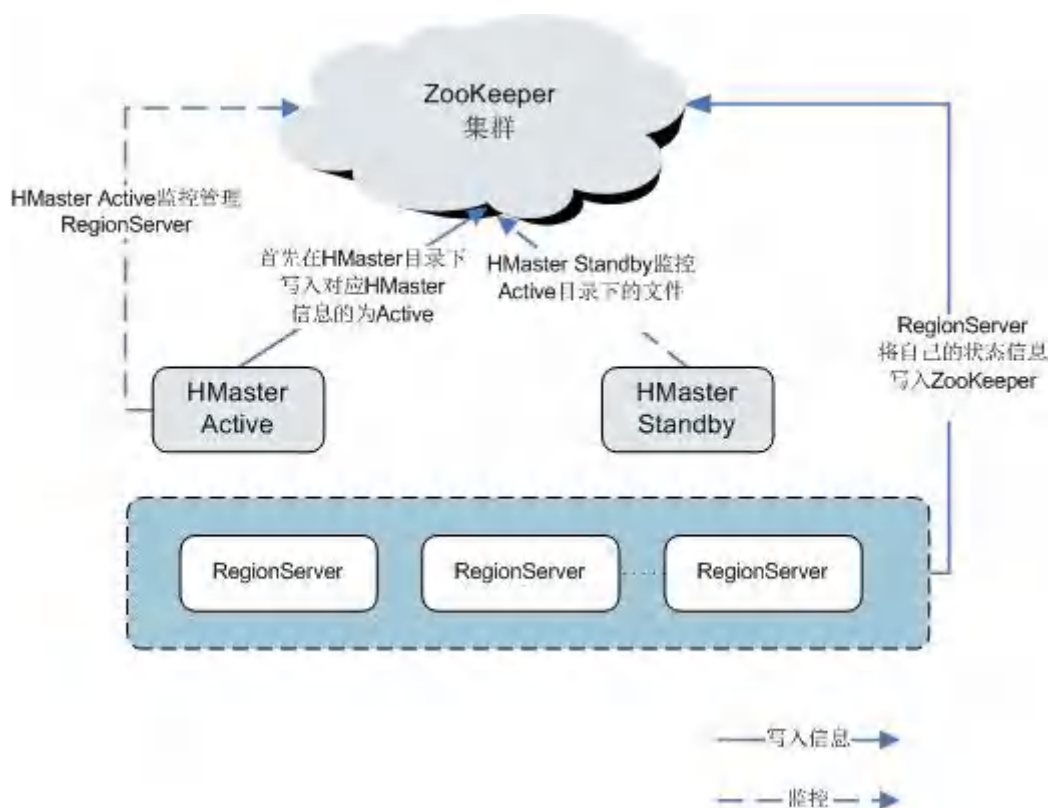 ZooKeeper
集群
HMaster Active监控管理
RegionServer
首先在HMaster目录下
写入对应HMaster
信息的为Active
HMaster Standby监控
Active目录下的文件
RegionServer
将自己的状态信息
写入ZooKeeper
HMaster
Active
HMaster
Standby
RegionServer
RegionServer
RegionServer
写入信息
监控